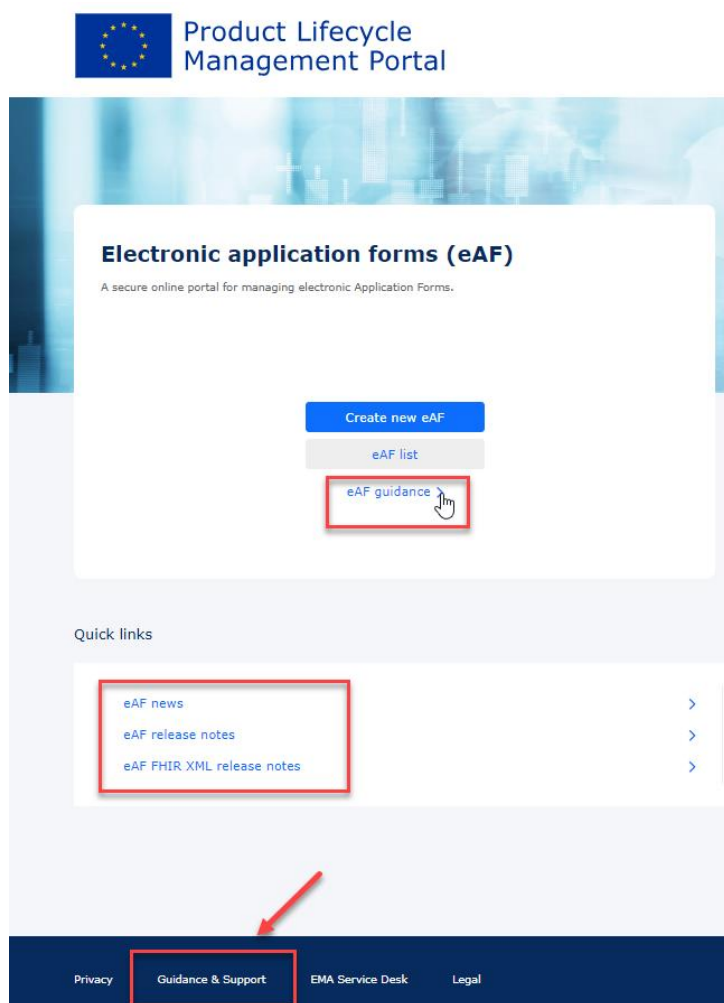 Product Lifecycle
Management Portal
Electronic application forms (eAF)
A secure online portal for managing electronic Application Forms.
Create new eAF
eAF list
eAF guidance
Quick links
eAF news
eAF release notes
eAF FHIR XML release notes
Privacy Guidance & Support EMA Service Desk Legal